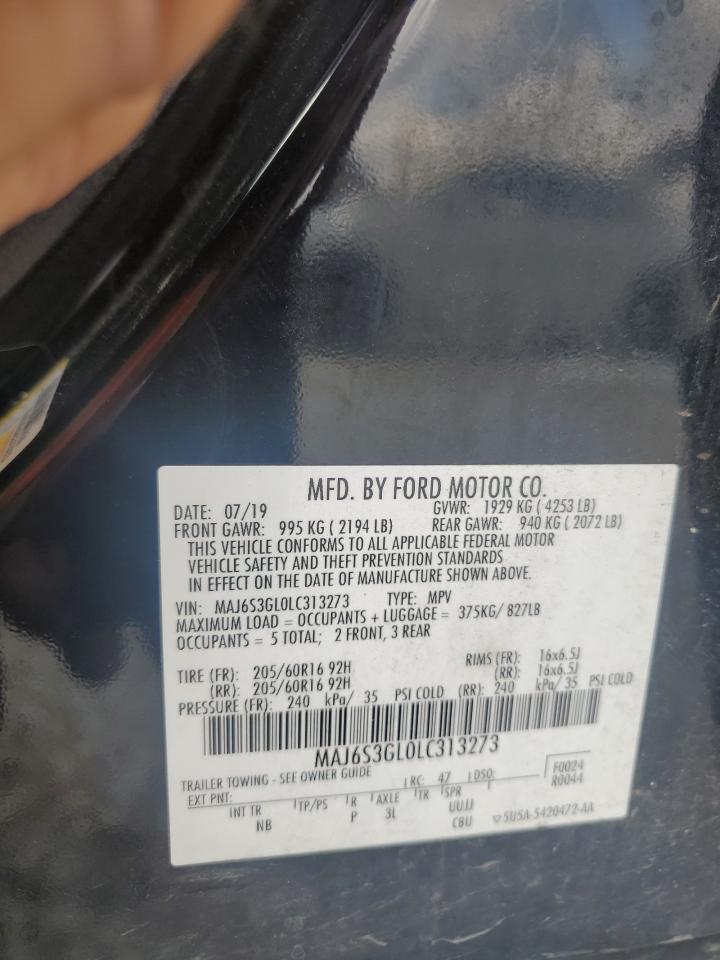 MFD. BY FORD MOTOR CO.
DATE: 07/19 GVWR: 1929 KG ( 4253 LB)
FRONT GAWR: 995 KG ( 2194 LB) REAR GAWR: 940 KG ( 2072 LB)
THIS VEHICLE CONFORMS TO ALL APPLICABLE FEDERAL MOTOR
VEHICLE SAFETY AND THEFT PREVENTION STANDARDS
IN EFFECT ON THE DATE OF MANUFACTURE SHOWN ABOVE.
VIN: MAJ6S3GL0LC313273 TYPE: MPV
MAXIMUM LOAD = OCCUPANTS + LUGGAGE = 375KG/ 827LB
OCCUPANTS = 5 TOTAL; 2 FRONT, 3 REAR
TIRE (FR): 205/60R16 92H RIMS (FR): 16x6.5J
(RR): 205/60R16 92H (RR): 16x6.5J
PRESSURE (FR): 240 kPa/ 35 PSI COLD (RR): 240 kPa/ 35 PSI COLD
MAJ6S3GL0LC313273
TRAILER TOWING - SEE OWNER GUIDE RC: 47 DSO: F0024
EXT PNT: R0044
INT TR TP/PS R AXLE TR SPR
NB P 3L UUJJ
CBU 5U5A-5420472-AA